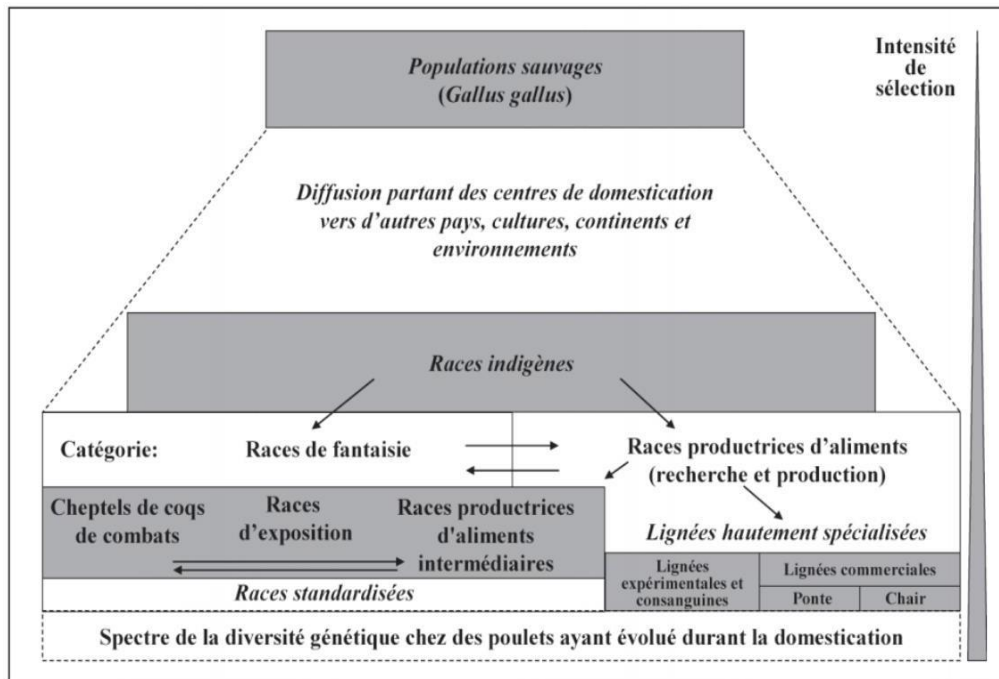 Populations sauvages
(Gallus gallus)
Intensité
de
sélection
Diffusion partant des centres de domestication
vers d'autres pays, cultures, continents et
environnements
Races indigènes
Catégorie:
Races de fantaisie
Races productrices d'aliments
(recherche et production)
Cheptels de coqs
de combats
Races
d'exposition
Races productrices
d'aliments
intermédiaires
Races standardisées
Lignées hautement spécialisées
Lignées
expérimentales et
consanguines
Lignées commerciales
Ponte
Chair
Spectre de la diversité génétique chez des poulets ayant évolué durant la domestication